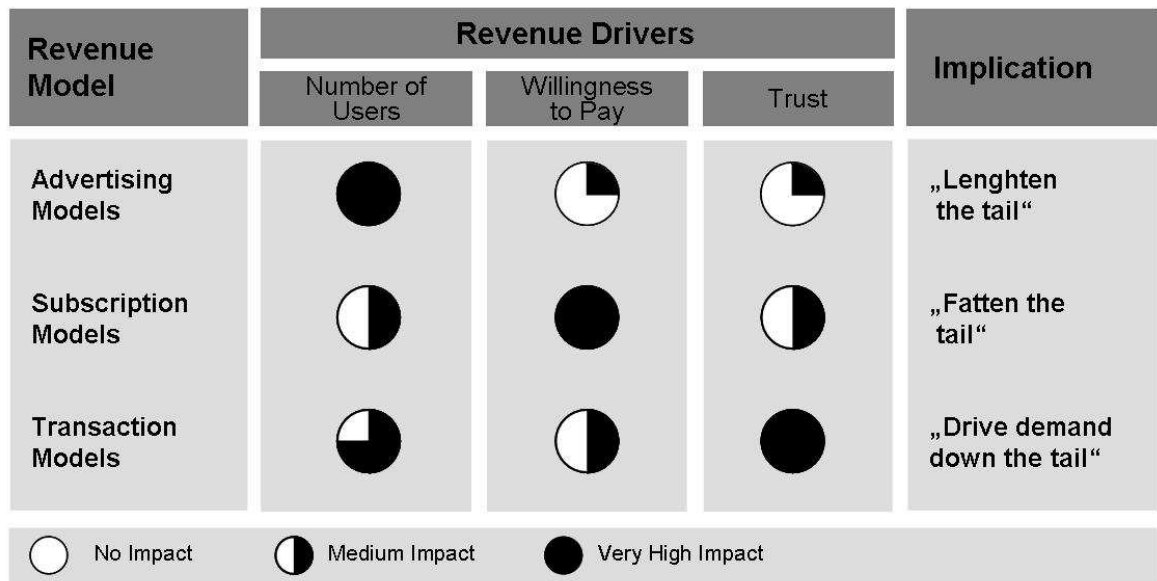 Revenue
Model
Revenue Drivers
Number of
Users
Willingness
to Pay
Trust
Implication
Advertising
Models
„Lenghten
the tail“
Subscription
Models
„Fatten the
tail“
Transaction
Models
„Drive demand
down the tail“
No Impact
Medium Impact
Very High Impact